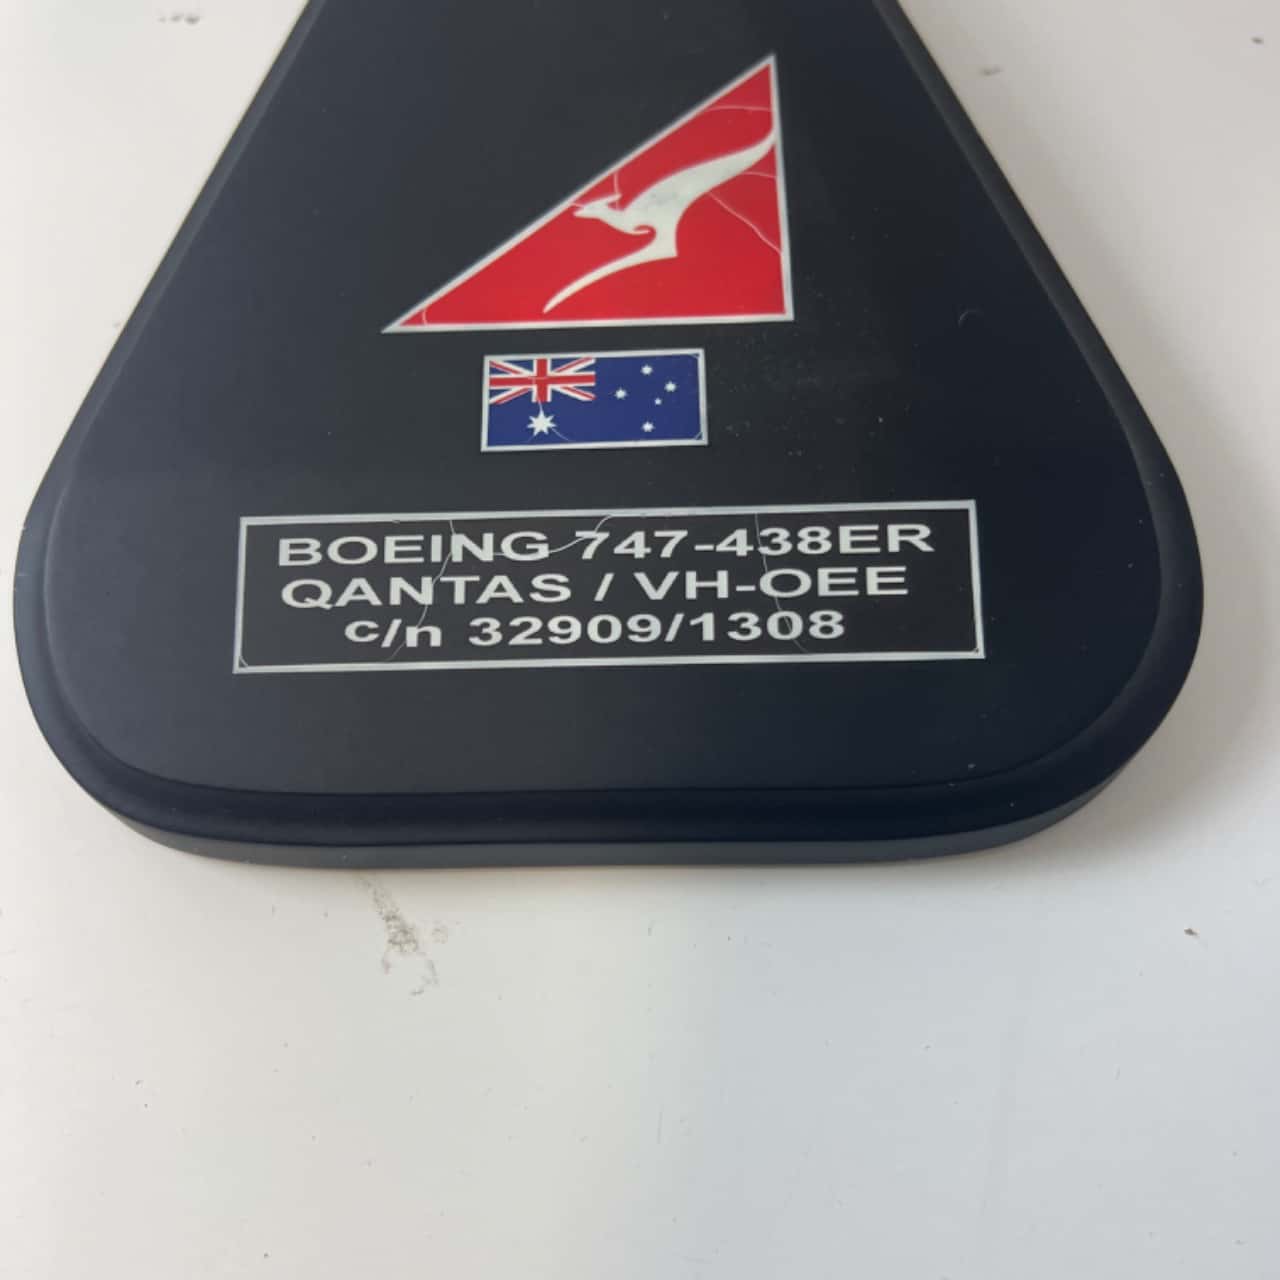 BOEING 747-438ER
QANTAS / VH-OEE
c/n 32909/1308